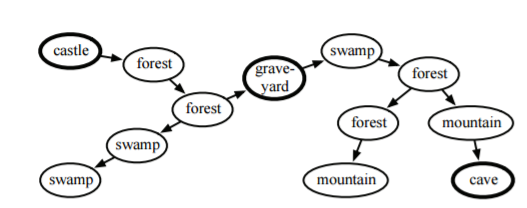 castle
forest
forest
swamp
swamp
grave-
yard
swamp
forest
forest
mountain
mountain
cave